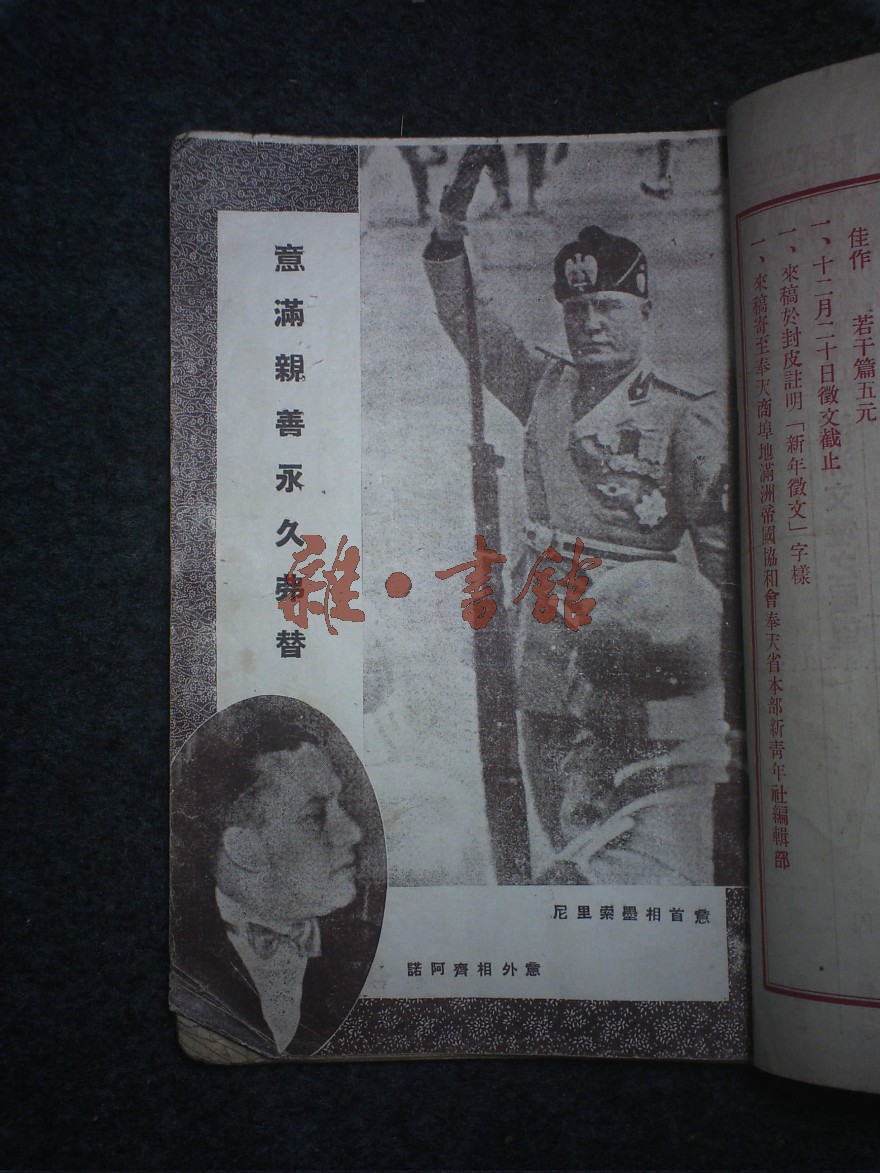 佳作　若干篇五元
一、十二月二十日徵文截止
一、來稿於封皮註明「新年徵文」字樣
一、來稿寄至奉天商埠地滿洲帝國協和會奉天省本部新青年社編輯部
意滿親善永久弗替
雜·書館
意首相墨索里尼
意外相齊阿諾